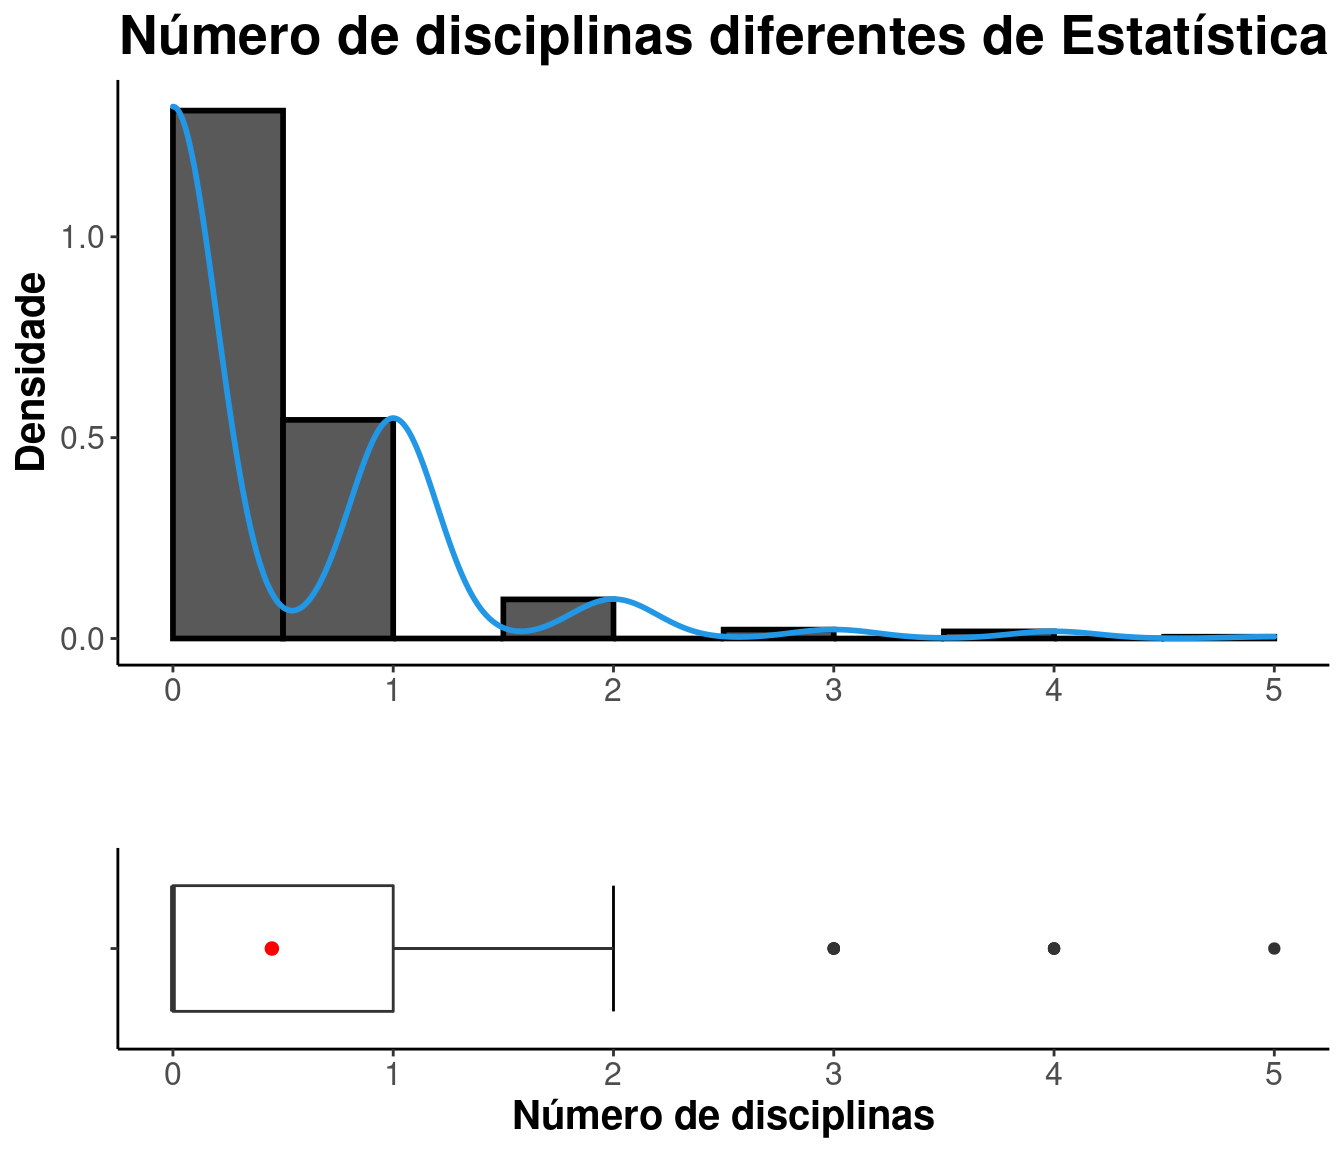 Número de disciplinas diferentes de Estatística
Densidade
1.0
0.5
0.0
0 1 2 3 4 5
0 1 2 3 4 5
Número de disciplinas